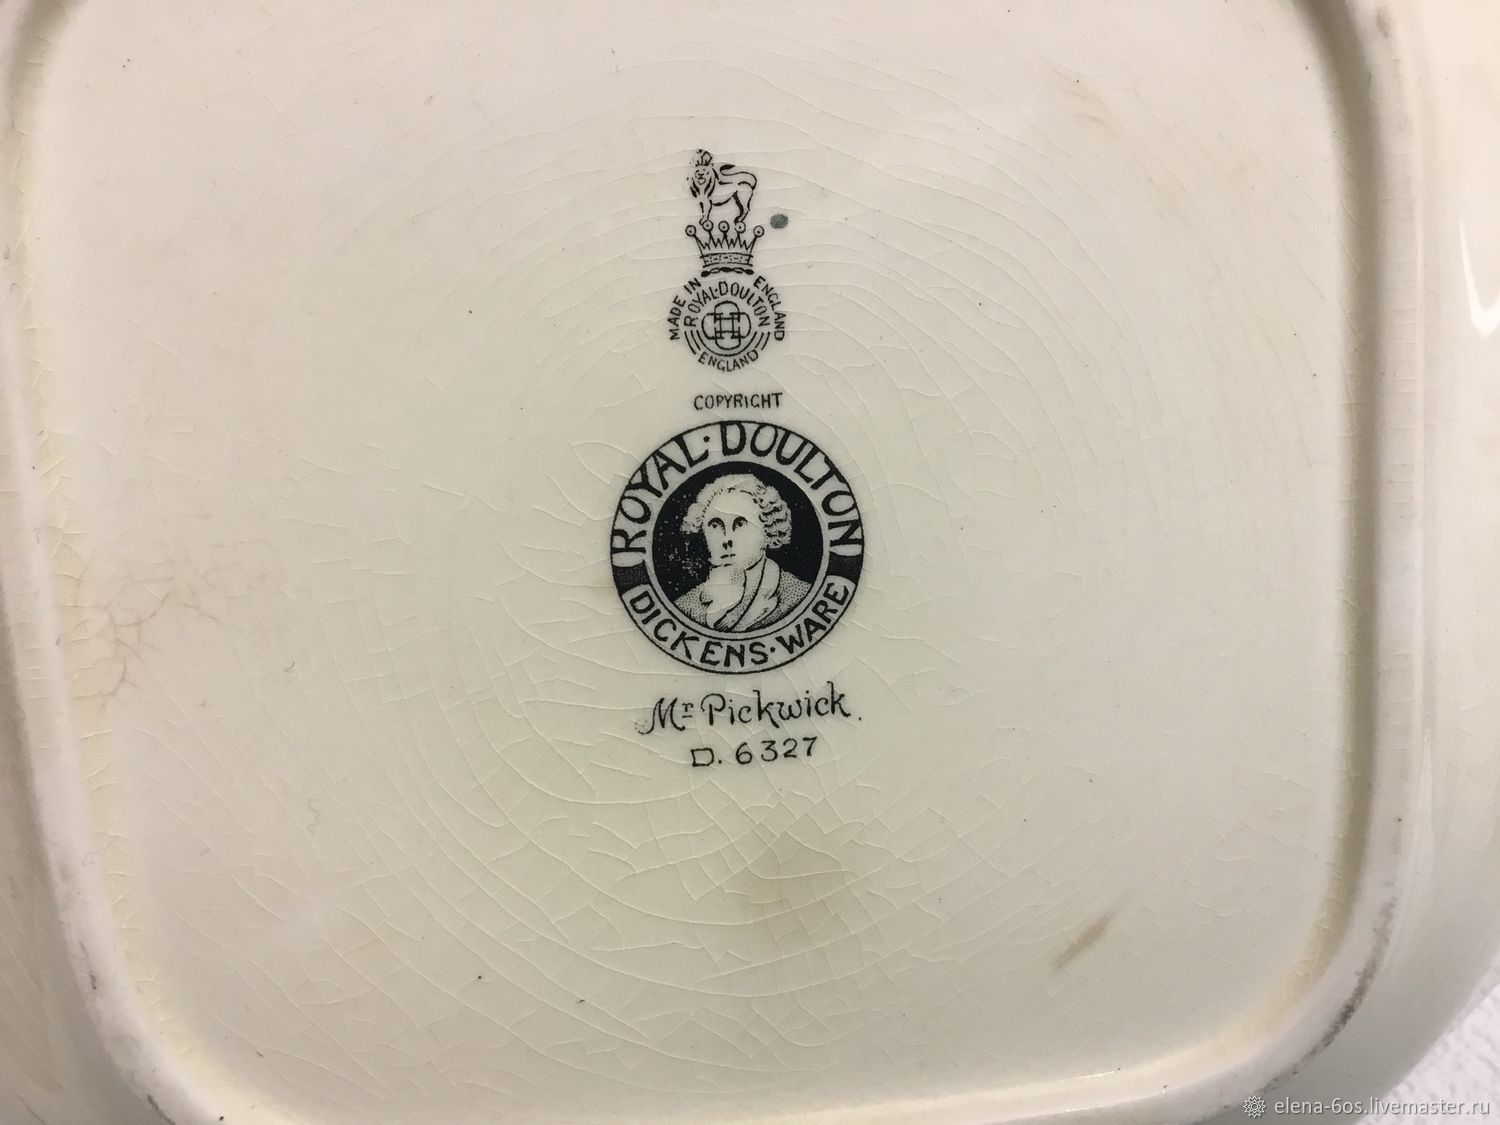 MADE IN ENGLAND
ROYAL·DOULTON
ENGLAND
COPYRIGHT
ROYAL·DOULTON
DICKENS·WARE
Mr Pickwick.
D. 6327
elena-6os.livemaster.ru